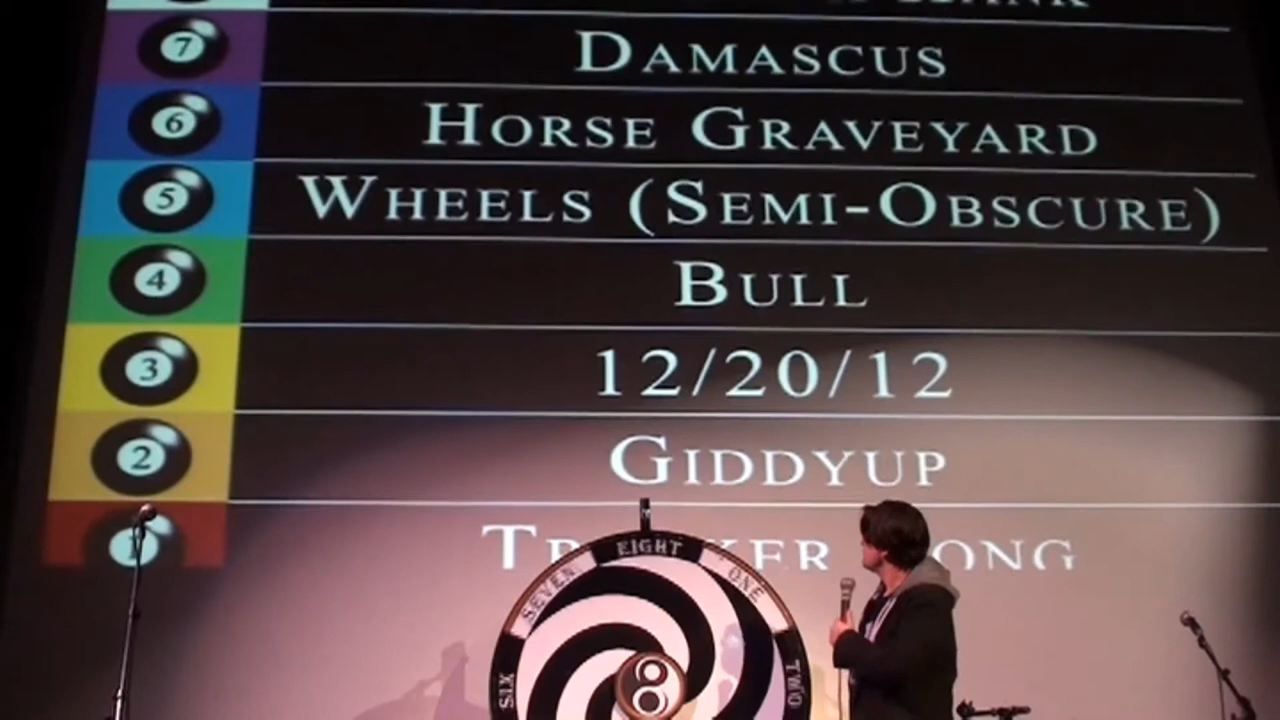 7 DAMASCUS
6 HORSE GRAVEYARD
5 WHEELS (SEMI-OBSCURE)
4 BULL
3 12/20/12
2 GIDDYUP
1
EIGHT
SEVEN
ONE
SIX
TWO
8